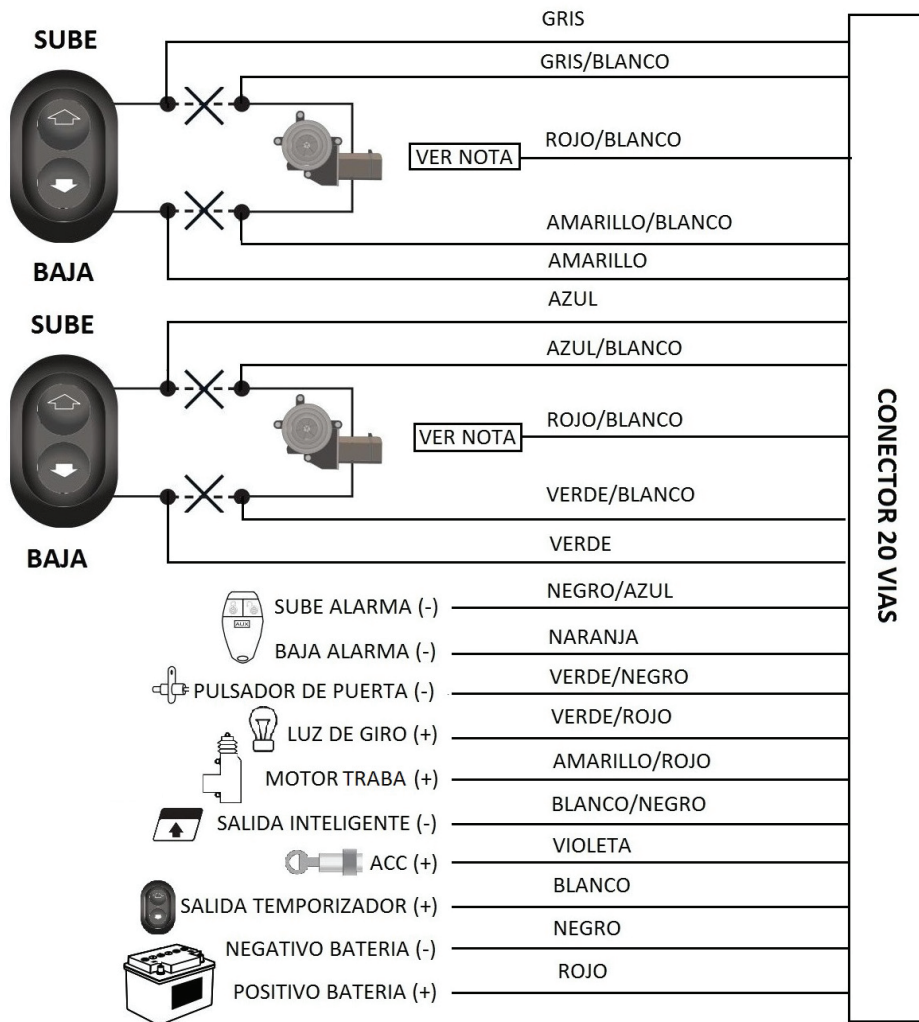 GRIS
SUBE
GRIS/BLANCO
VER NOTA
ROJO/BLANCO
AMARILLO/BLANCO
BAJA
AMARILLO
SUBE
AZUL
AZUL/BLANCO
VER NOTA
ROJO/BLANCO
VERDE/BLANCO
BAJA
VERDE
SUBE ALARMA (-)
NEGRO/AZUL
AUX
BAJA ALARMA (-)
NARANJA
PULSADOR DE PUERTA (-)
VERDE/NEGRO
LUZ DE GIRO (+)
VERDE/ROJO
MOTOR TRABA (+)
AMARILLO/ROJO
SALIDA INTELIGENTE (-)
BLANCO/NEGRO
ACC (+)
VIOLETA
SALIDA TEMPORIZADOR (+)
BLANCO
NEGATIVO BATERIA (-)
NEGRO
POSITIVO BATERIA (+)
ROJO
CONECTOR 20 VIAS